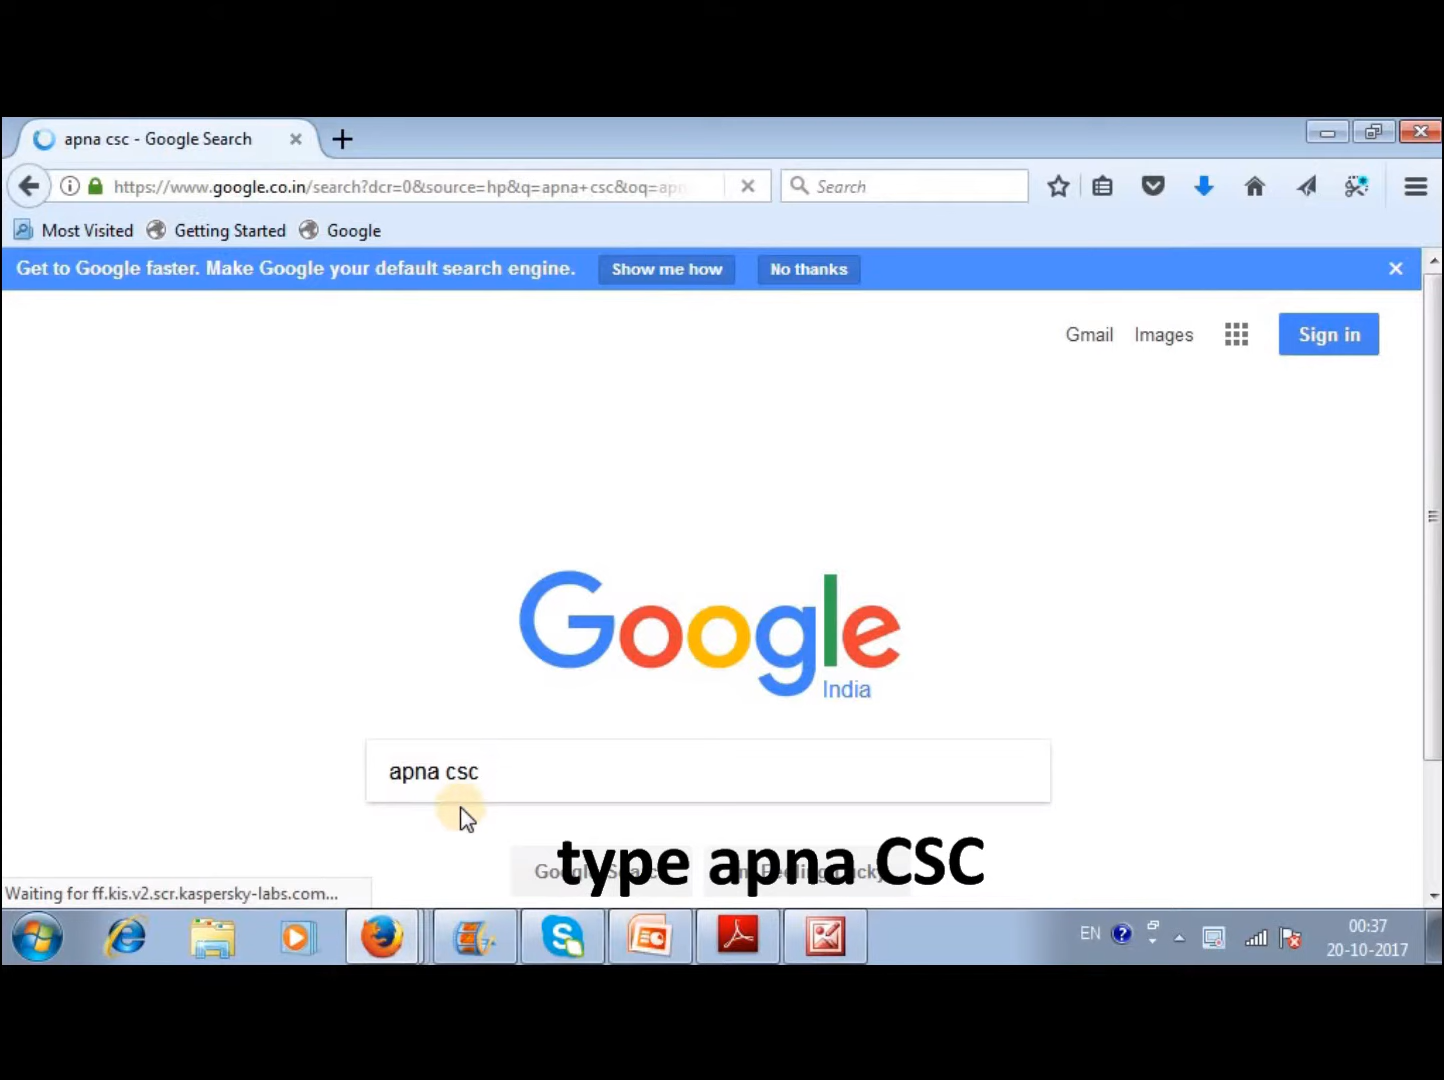 apna csc - Google Search
https://www.google.co.in/search?dcr=0&source=hp&q=apna+csc&oq=apn
Search
Most Visited Getting Started Google
Get to Google faster. Make Google your default search engine. Show me how No thanks
Gmail Images Sign in
Google
India
apna csc
type apna CSC
Waiting for ff.kis.v2.scr.kaspersky-labs.com...
EN 00:37
20-10-2017